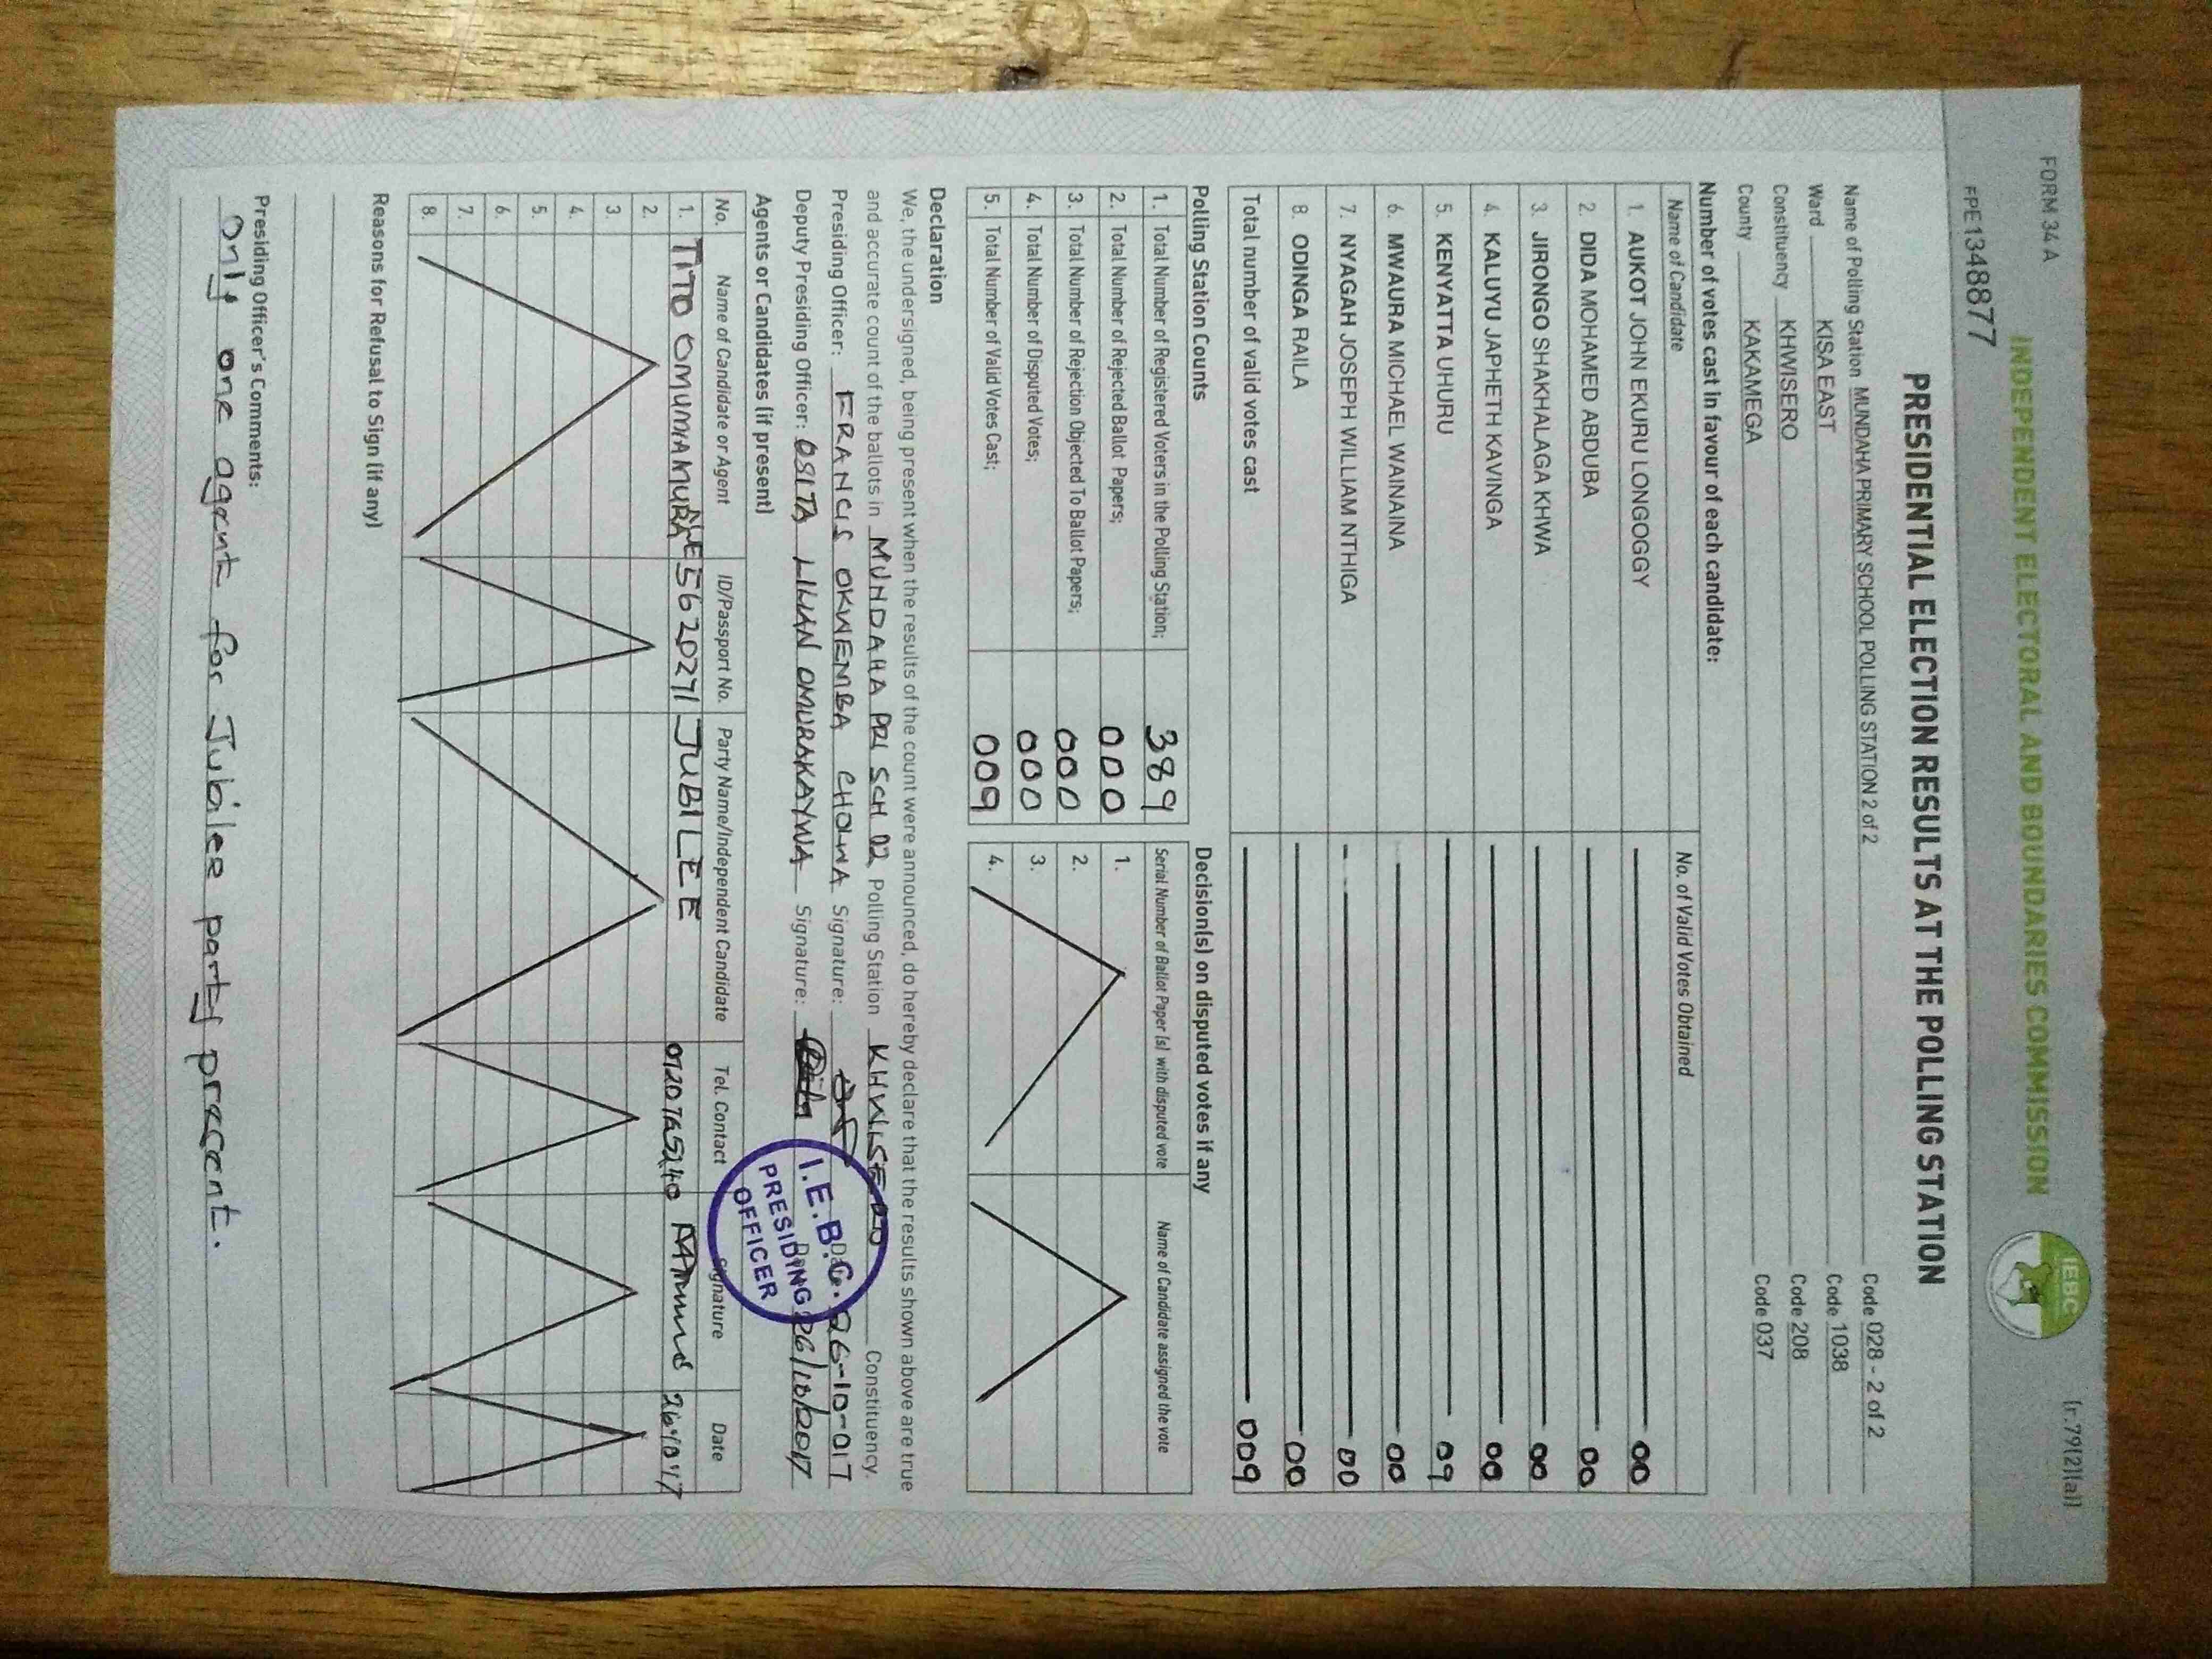 FORM 34A
[r.79(2)(a)]
INDEPENDENT ELECTORAL AND BOUNDARIES COMMISSION
IEBC
FPE1348877
PRESIDENTIAL ELECTION RESULTS AT THE POLLING STATION
Name of Polling Station MUNDAHA PRIMARY SCHOOL POLLING STATION 2 of 2 Code 028 - 2 of 2
Ward KISA EAST Code 1038
Constituency KHWISERO Code 208
County KAKAMEGA Code 037
Number of votes cast in favour of each candidate:
Name of Candidate No. of Valid Votes Obtained
1. AUKOT JOHN EKURU LONGOGGY 00
2. DIDA MOHAMED ABDUBA 00
3. JIRONGO SHAKHALAGA KHWA 00
4. KALUYU JAPHETH KAVINGA 00
5. KENYATTA UHURU 09
6. MWAURA MICHAEL WAINAINA 00
7. NYAGAH JOSEPH WILLIAM NTHIGA 00
8. ODINGA RAILA 00
Total number of valid votes cast 009
Polling Station Counts
1. Total Number of Registered Voters in the Polling Station; 389
2. Total Number of Rejected Ballot Papers; 000
3. Total Number of Rejection Objected To Ballot Papers; 000
4. Total Number of Disputed Votes; 000
5. Total Number of Valid Votes Cast; 009
Decision(s) on disputed votes if any
Serial Number of Ballot Paper (s) with disputed vote Name of Candidate assigned the vote
1.
2.
3.
4.
Declaration
We, the undersigned, being present when the results of the count were announced, do hereby declare that the results shown above are true
and accurate count of the ballots in MUNDAHA PRI SCH 02 Polling Station KHWISERO Constituency.
Presiding Officer: FRANCIS OKWEMBA Signature: 26-10-017
Deputy Presiding Officer: OSITA LILIAN OMURAKAYWA Signature: 26/10/2017
I.E.B.C.
PRESIDING
OFFICER
Agents or Candidates (if present)
No. Name of Candidate or Agent ID/Passport No. Party Name/Independent Candidate Tel. Contact Signature Date
1. TITO 5620271 JUBILEE
2.
3.
4.
5.
6.
7.
8.
Reasons for Refusal to Sign (if any)
Presiding Officer's Comments:
Only one agent for Jubilee party precent.